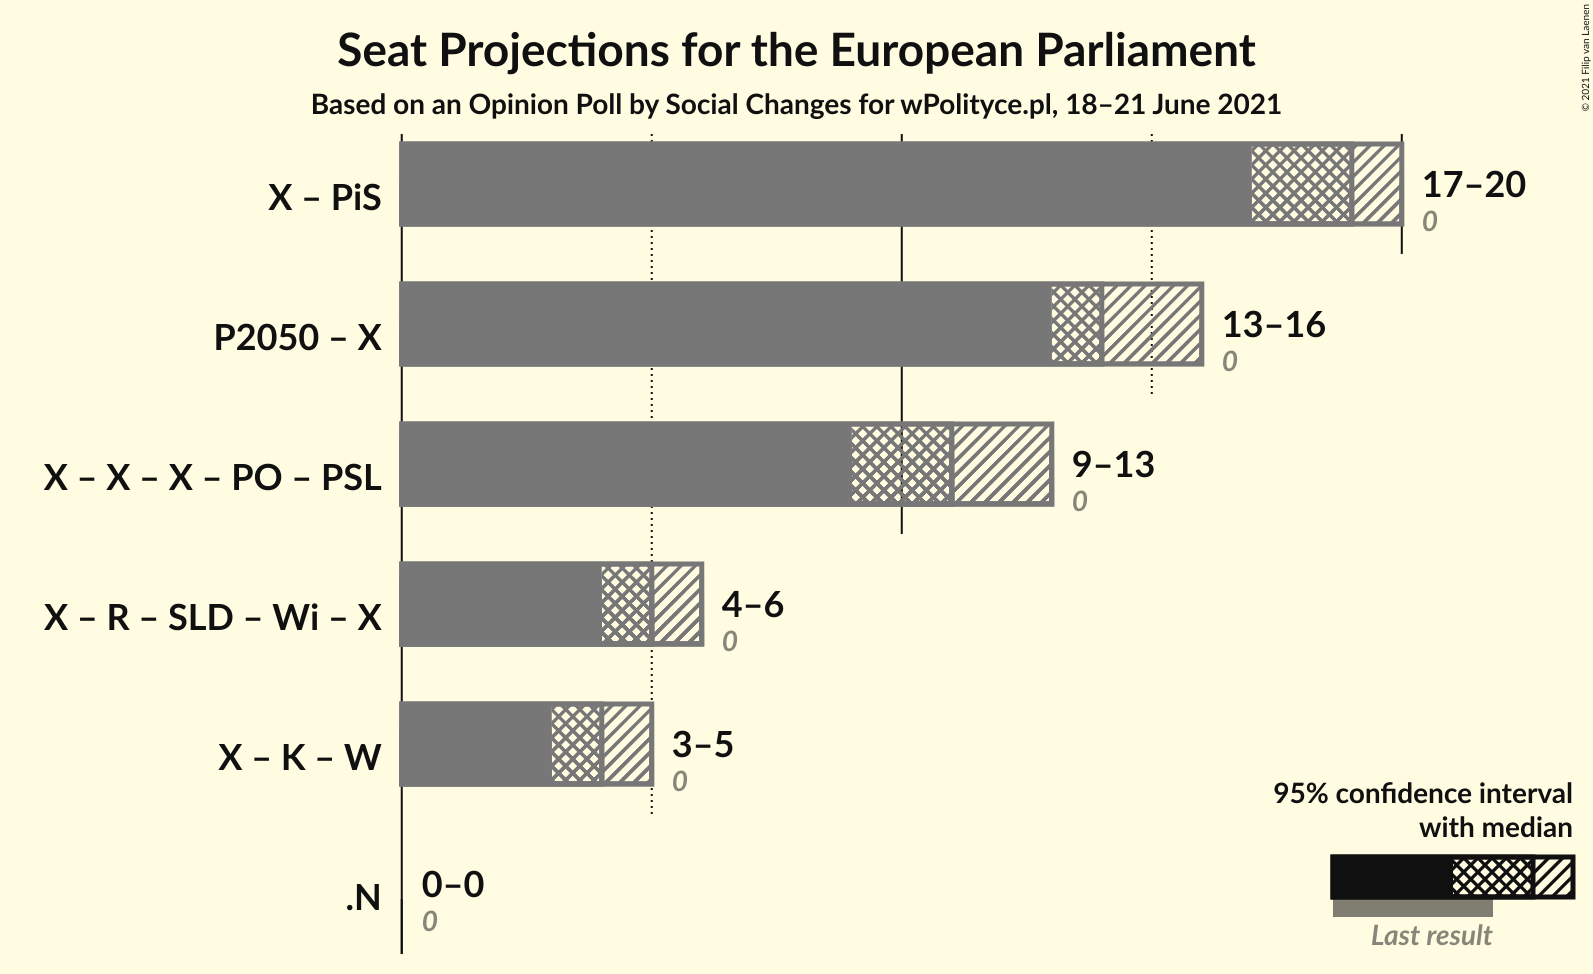 Seat Projections for the European Parliament
Based on an Opinion Poll by Social Changes for wPolityce.pl, 18–21 June 2021
© 2021 Filip van Laenen
X – PiS
17–20
0
P2050 – X
13–16
0
X – X – X – PO – PSL
9–13
0
X – R – SLD – Wi – X
4–6
0
X – K – W
3–5
0
.N
0–0
0
95% confidence interval
with median
Last result